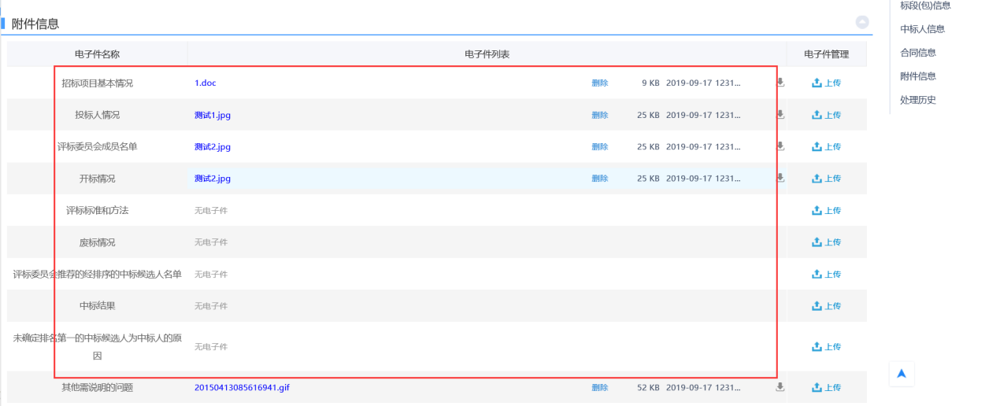 附件信息
电子件名称 电子件列表 电子件管理
招标项目基本情况 1.doc 删除 9 KB 2019-09-17 1231... 上传
投标人情况 测试1.jpg 删除 25 KB 2019-09-17 1231... 上传
评标委员会成员名单 测试2.jpg 删除 25 KB 2019-09-17 1231... 上传
开标情况 测试2.jpg 删除 25 KB 2019-09-17 1231... 上传
评标标准和方法 无电子件 上传
废标情况 无电子件 上传
评标委员会推荐的经排序的中标候选人名单 无电子件 上传
中标结果 无电子件 上传
未确定排名第一的中标候选人为中标人的原
因 无电子件 上传
其他需说明的问题 20150413085616941.gif 删除 52 KB 2019-09-17 1231... 上传
标段(包)信息
中标人信息
合同信息
附件信息
处理历史